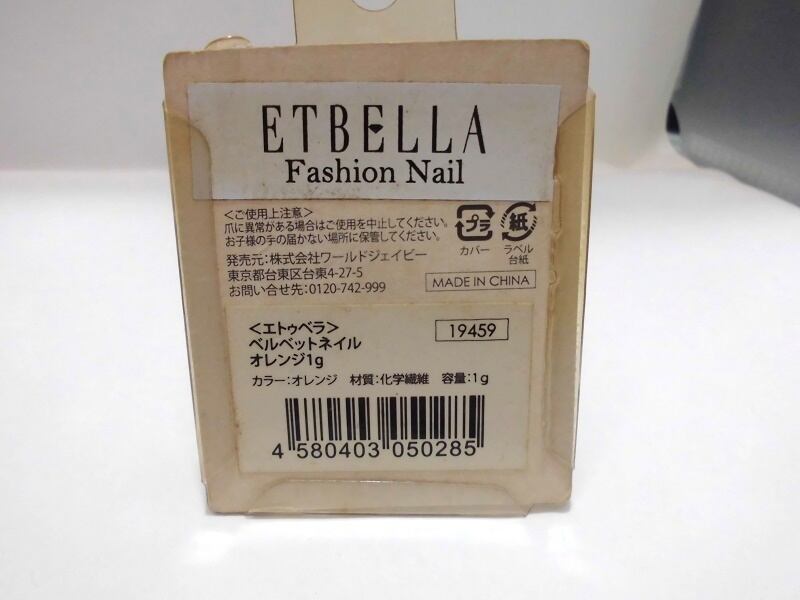 ETBELLA
Fashion Nail
<ご使用上注意>
爪に異常がある場合はご使用を中止してください。
お子様の手の届かない場所に保管してください。
プラ
カバー
紙
ラベル
台紙
発売元:株式会社ワールドジェイビー
東京都台東区台東4-27-5
お問い合せ先:0120-742-999
MADE IN CHINA
<エトゥベラ>
19459
ベルベットネイル
オレンジ1g
カラー:オレンジ 材質:化学繊維 容量:1g
4 580403 050285